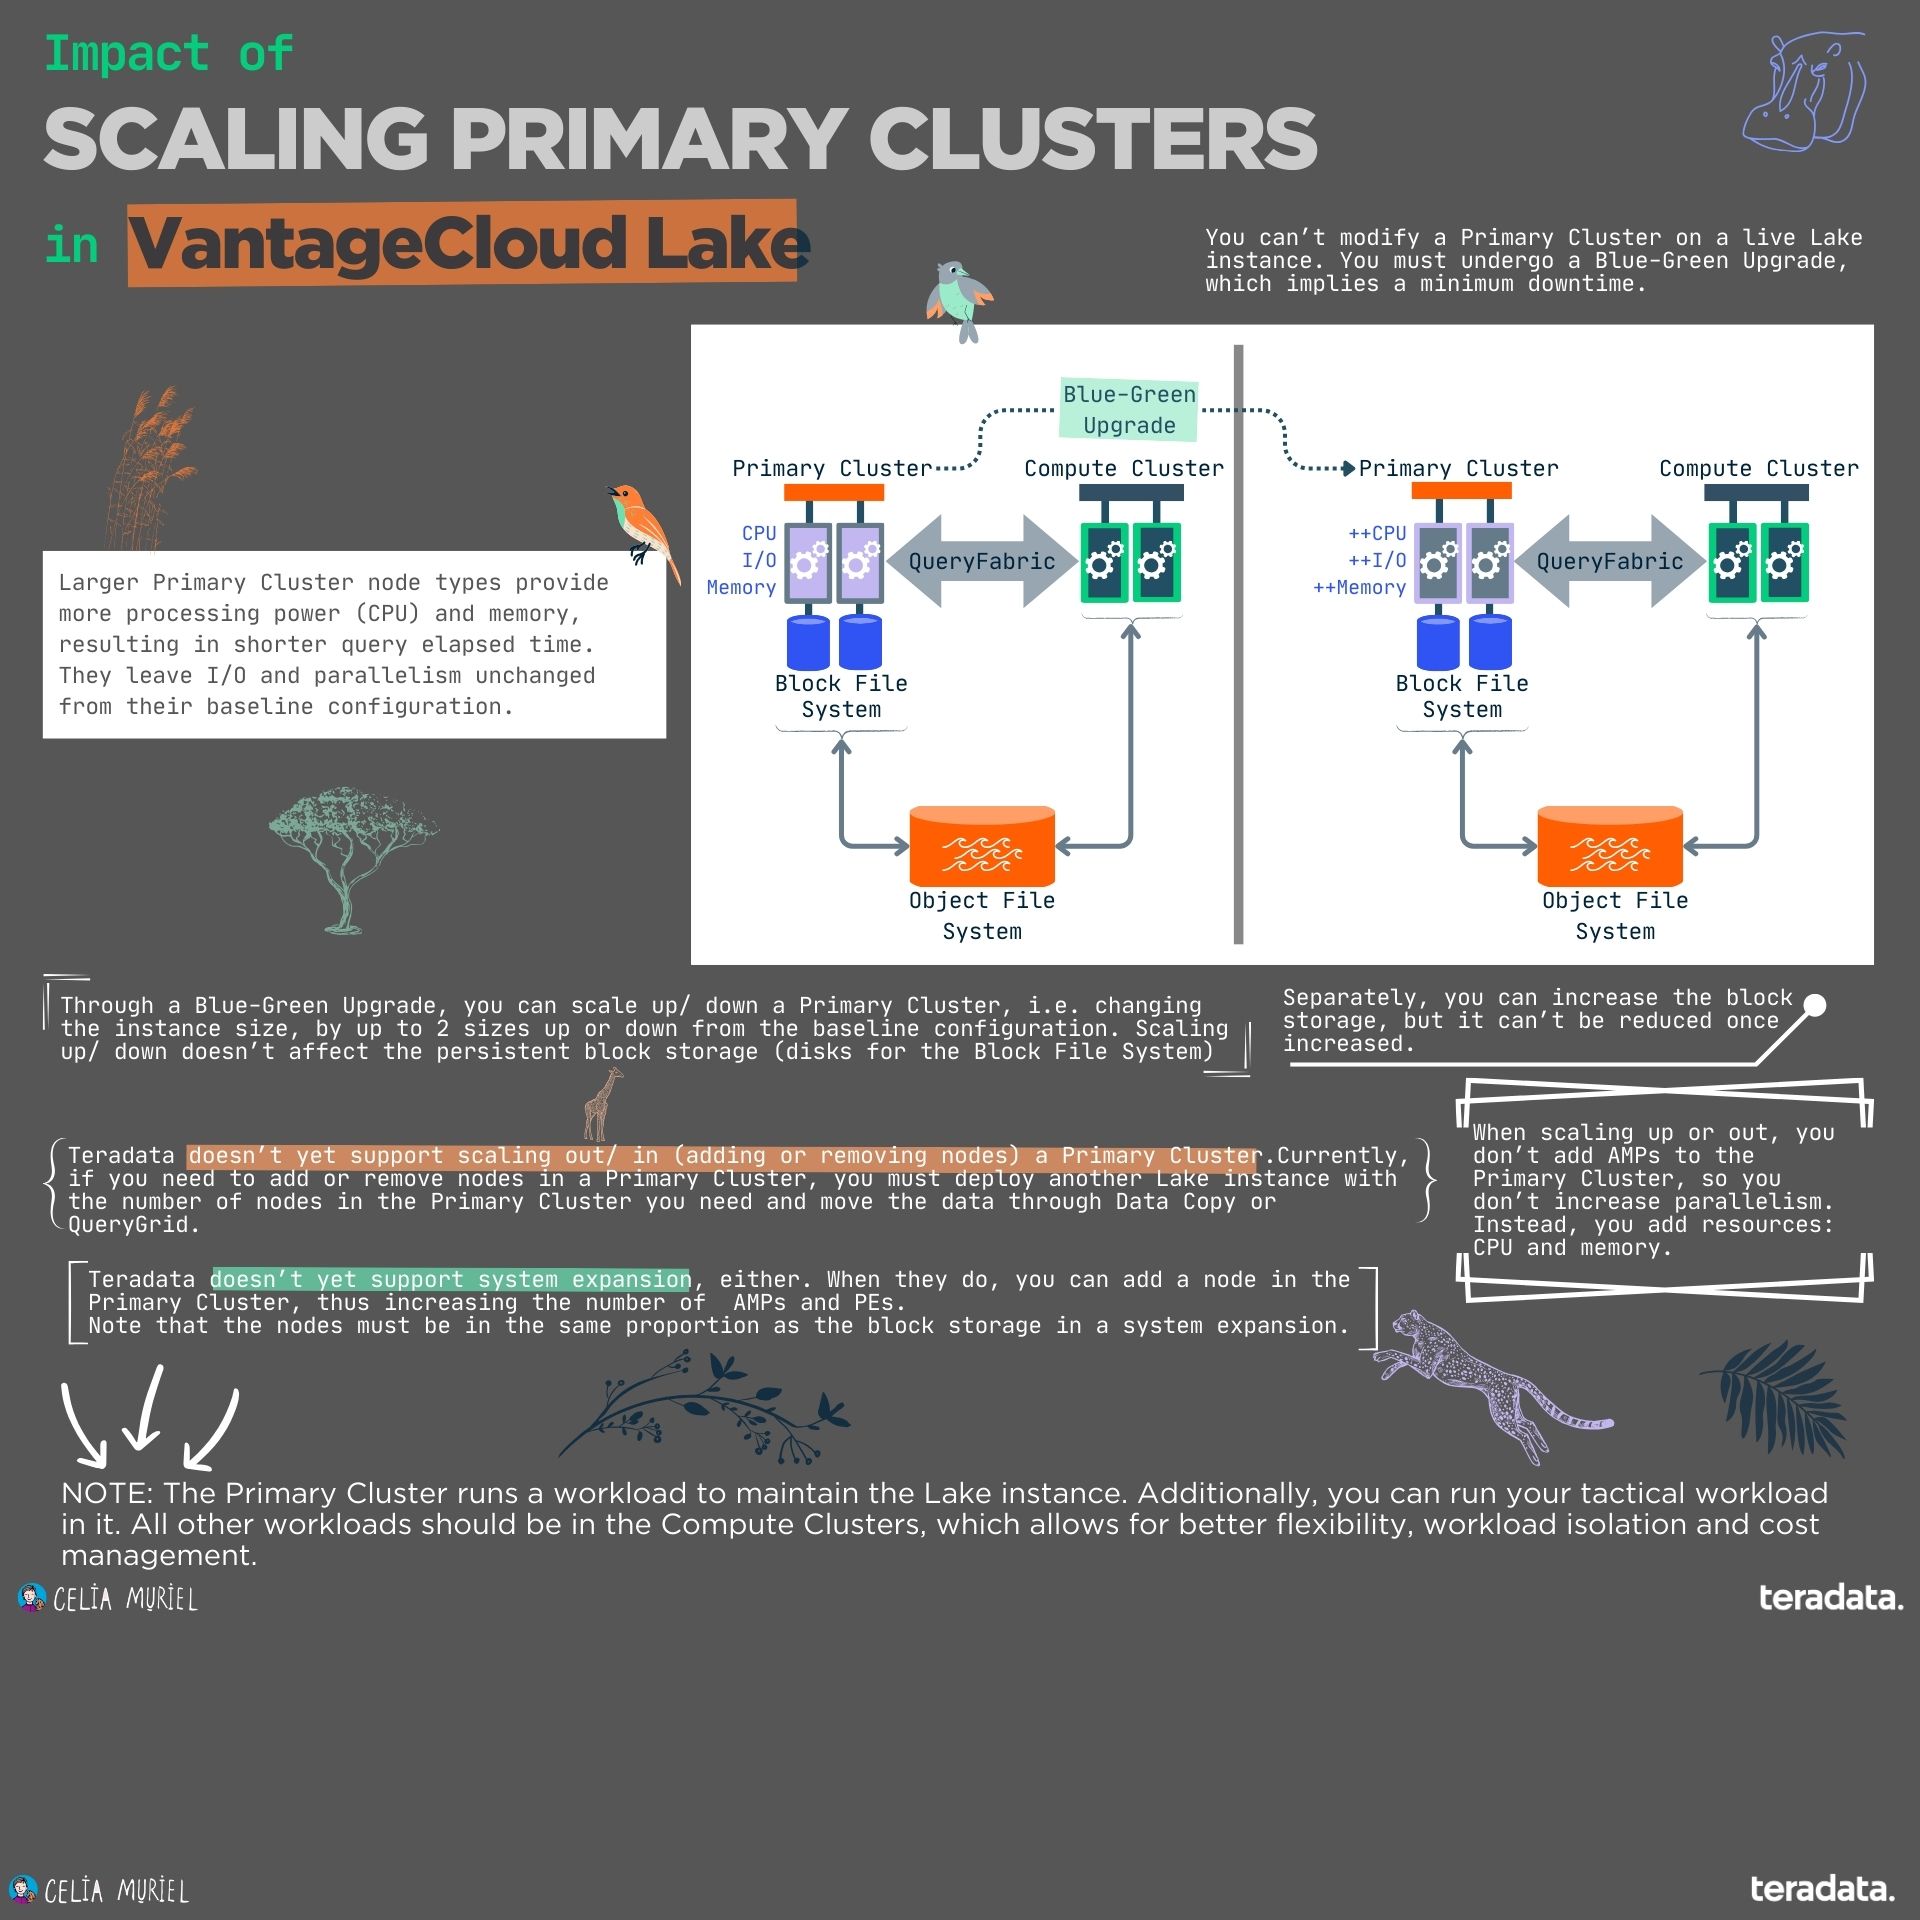 Impact of
SCALING PRIMARY CLUSTERS
in VantageCloud Lake
You can’t modify a Primary Cluster on a live Lake
instance. You must undergo a Blue-Green Upgrade,
which implies a minimum downtime.
Larger Primary Cluster node types provide
more processing power (CPU) and memory,
resulting in shorter query elapsed time.
They leave I/O and parallelism unchanged
from their baseline configuration.
Blue-Green
Upgrade
Primary Cluster
Compute Cluster
CPU
I/O
Memory
QueryFabric
Block File
System
Object File
System
Primary Cluster
Compute Cluster
++CPU
++I/O
++Memory
QueryFabric
Block File
System
Object File
System
Through a Blue-Green Upgrade, you can scale up/ down a Primary Cluster, i.e. changing
the instance size, by up to 2 sizes up or down from the baseline configuration. Scaling
up/ down doesn’t affect the persistent block storage (disks for the Block File System)
Separately, you can increase the block
storage, but it can’t be reduced once
increased.
Teradata doesn’t yet support scaling out/ in (adding or removing nodes) a Primary Cluster.Currently,
if you need to add or remove nodes in a Primary Cluster, you must deploy another Lake instance with
the number of nodes in the Primary Cluster you need and move the data through Data Copy or
QueryGrid.
When scaling up or out, you
don’t add AMPs to the
Primary Cluster, so you
don’t increase parallelism.
Instead, you add resources:
CPU and memory.
Teradata doesn’t yet support system expansion, either. When they do, you can add a node in the
Primary Cluster, thus increasing the number of  AMPs and PEs.
Note that the nodes must be in the same proportion as the block storage in a system expansion.
NOTE: The Primary Cluster runs a workload to maintain the Lake instance. Additionally, you can run your tactical workload
in it. All other workloads should be in the Compute Clusters, which allows for better flexibility, workload isolation and cost
management.
CELIA MURIEL
teradata.
CELIA MURIEL
teradata.